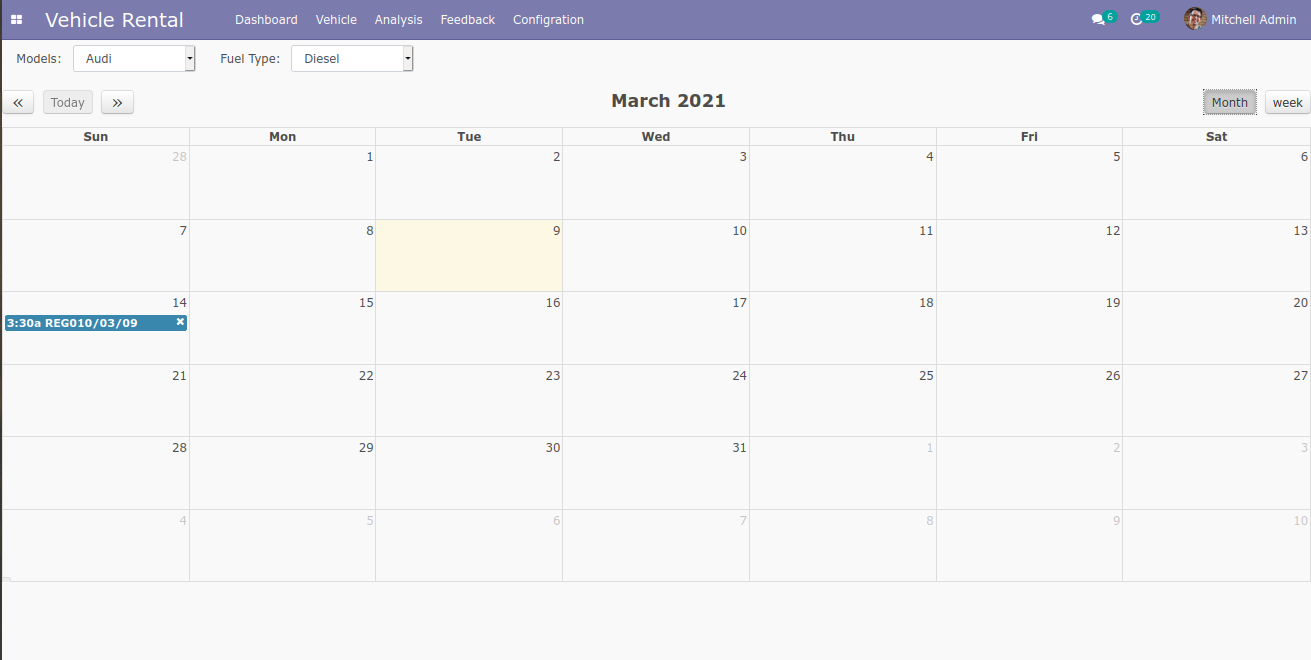 Vehicle Rental Dashboard Vehicle Analysis Feedback Configration 6 20 Mitchell Admin
Models: Audi Fuel Type: Diesel
« Today » March 2021 Month week
Sun Mon Tue Wed Thu Fri Sat
28 1 2 3 4 5 6
7 8 9 10 11 12 13
14 15 16 17 18 19 20
3:30a REG010/03/09 ×
21 22 23 24 25 26 27
28 29 30 31 1 2 3
4 5 6 7 8 9 10